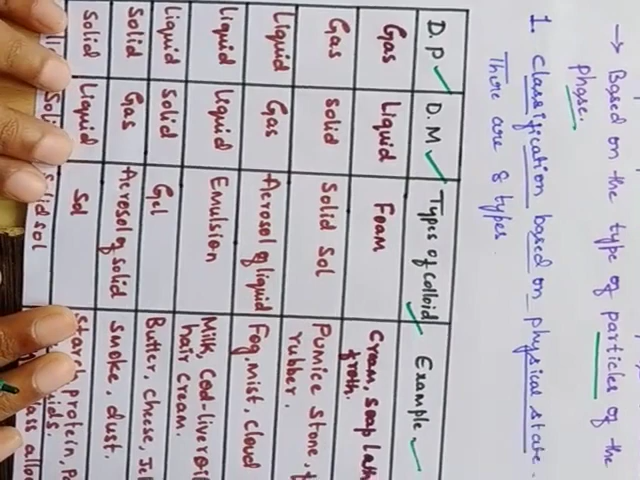 → Based on the type of particles of the
phase.
1. Classification based on physical state.
There are 8 types.
D.P D.M Types of colloid Example
Gas Liquid Foam Cream, soap Lath
froth.
Gas Solid Solid Sol Pumice stone,
rubber.
Liquid Gas Aerosol of liquid Fog, mist, cloud
Liquid Liquid Emulsion Milk, Cod-liver oil
hair cream.
Liquid Solid Gel Butter, cheese, Jel
Solid Gas Aerosol of solid Smoke, dust.
Solid Liquid Sol Starch, protein,
Soli Solid sol